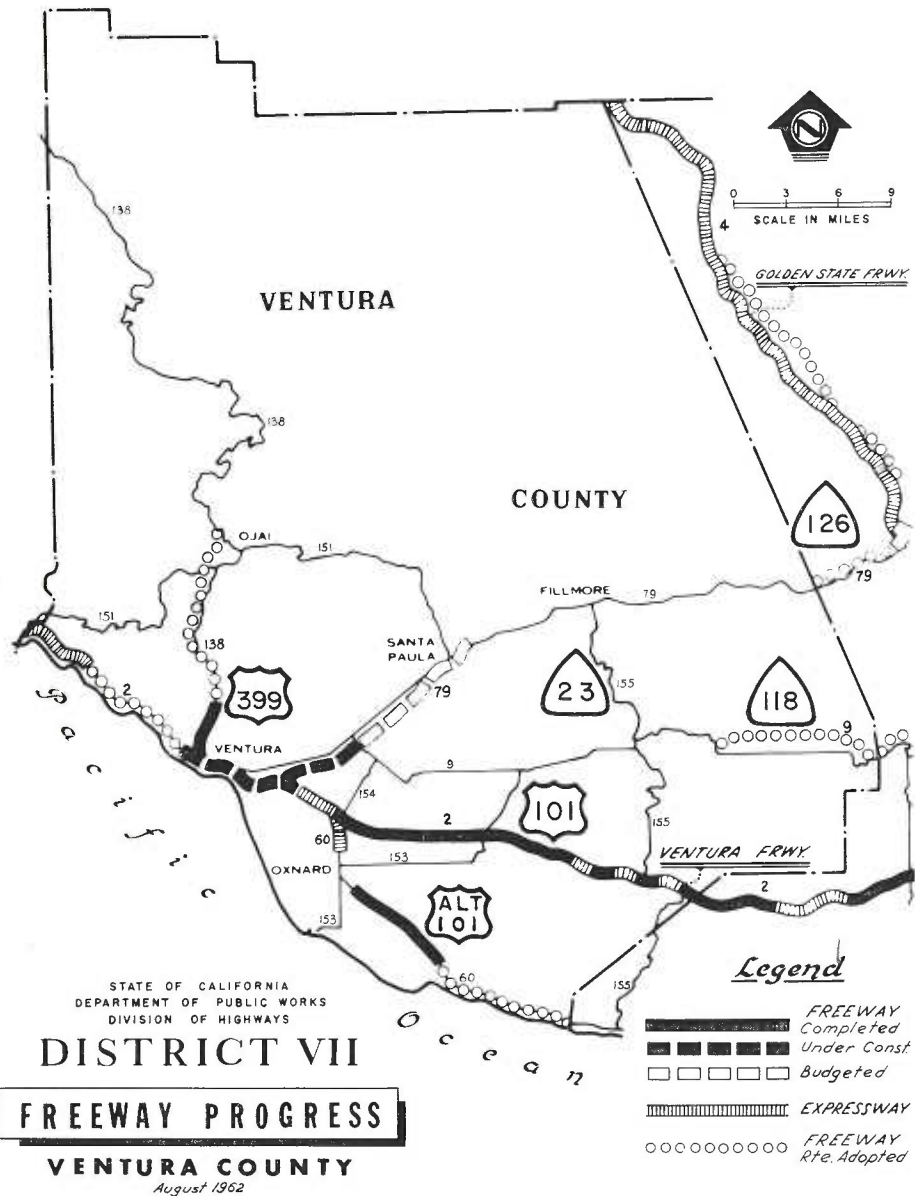 138
0 3 6 9
SCALE IN MILES
4
GOLDEN STATE FRWY.
VENTURA
138
COUNTY
126
OJAI
151
79
FILLMORE
79
151
138
SANTA
PAULA
79
2
399
23
155
118
9
VENTURA
9
154
2
101
155
60
153
VENTURA FRWY.
OXNARD
2
153
ALT
101
60
155
Pacific
Ocean
STATE OF CALIFORNIA
DEPARTMENT OF PUBLIC WORKS
DIVISION OF HIGHWAYS
DISTRICT VII
FREEWAY PROGRESS
VENTURA COUNTY
August 1962
Legend
FREEWAY
Completed
Under Const.
Budgeted
EXPRESSWAY
FREEWAY
Rte. Adopted
N